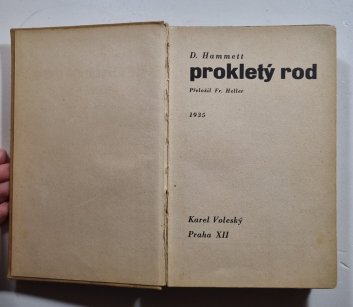 D. Hammett
prokletý rod
Přeložil Fr. Heller
1935
Karel Voleský
Praha XII